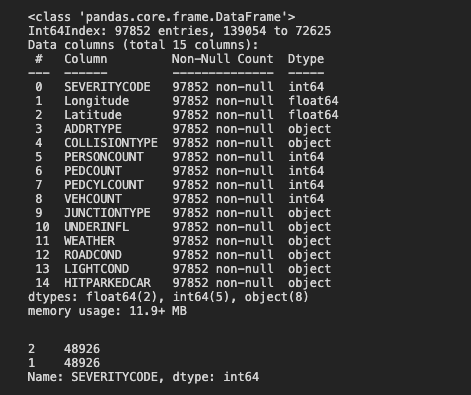 <class 'pandas.core.frame.DataFrame'>
Int64Index: 97852 entries, 139054 to 72625
Data columns (total 15 columns):
 #   Column         Non-Null Count  Dtype
---  ------         --------------  -----
 0   SEVERITYCODE   97852 non-null  int64
 1   Longitude      97852 non-null  float64
 2   Latitude       97852 non-null  float64
 3   ADDRTYPE       97852 non-null  object
 4   COLLISIONTYPE  97852 non-null  object
 5   PERSONCOUNT    97852 non-null  int64
 6   PEDCOUNT       97852 non-null  int64
 7   PEDCYLCOUNT    97852 non-null  int64
 8   VEHCOUNT       97852 non-null  int64
 9   JUNCTIONTYPE   97852 non-null  object
 10  UNDERINFL      97852 non-null  object
 11  WEATHER        97852 non-null  object
 12  ROADCOND       97852 non-null  object
 13  LIGHTCOND      97852 non-null  object
 14  HITPARKEDCAR   97852 non-null  object
dtypes: float64(2), int64(5), object(8)
memory usage: 11.9+ MB
2    48926
1    48926
Name: SEVERITYCODE, dtype: int64